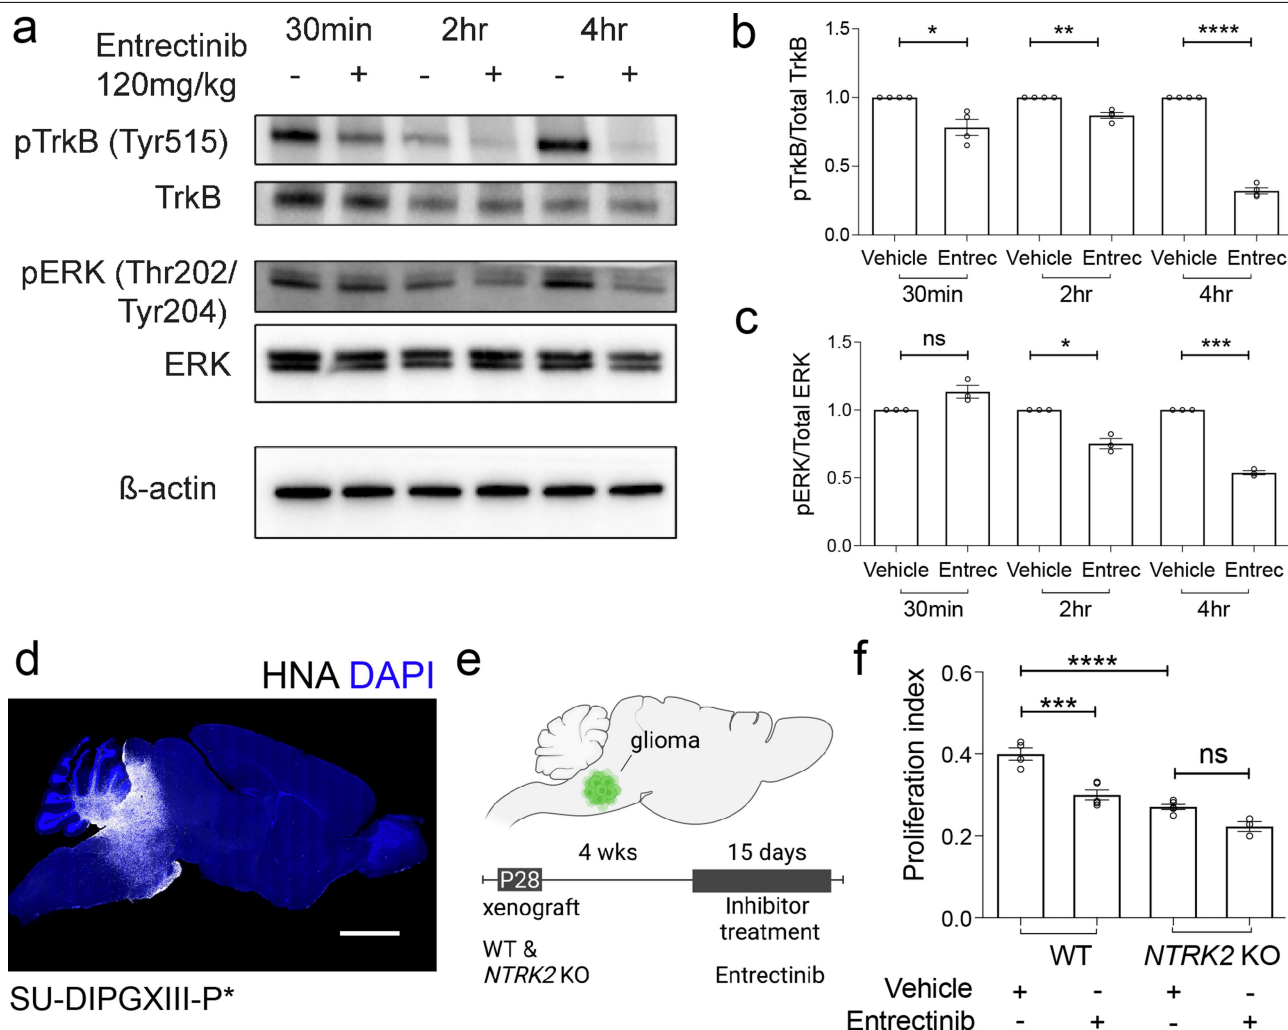 a
30min 2hr 4hr
Entrectinib
120mg/kg
- + - + - +
pTrkB (Tyr515)
TrkB
pERK (Thr202/
Tyr204)
ERK
ß-actin
b
pTrkB/Total TrkB
1.5
1.0
0.5
0.0
* ** ****
Vehicle Entrec Vehicle Entrec Vehicle Entrec
30min 2hr 4hr
c
pERK/Total ERK
1.5
1.0
0.5
0.0
ns * ***
Vehicle Entrec Vehicle Entrec Vehicle Entrec
30min 2hr 4hr
d
HNA DAPI
SU-DIPGXIII-P*
e
glioma
4 wks 15 days
P28
xenograft
Inhibitor
treatment
WT &
NTRK2 KO
Entrectinib
f
Proliferation index
0.6
0.4
0.2
0.0
****
***
ns
WT NTRK2 KO
Vehicle + - + -
Entrectinib - + - +